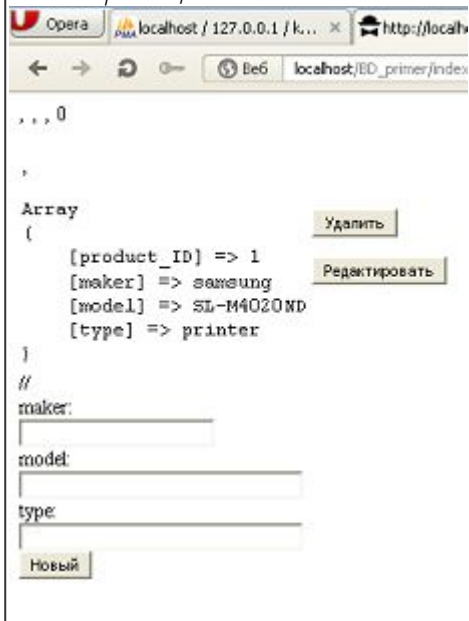 Opera localhost / 127.0.0.1 / k... × http://localh
Веб localhost/BD_primer/index
, , , 0
,
Array
(
[product_ID] => 1
[maker] => samsung
[model] => SL-M4020ND
[type] => printer
)
Удалить
Редактировать
//
maker:
model:
type:
Новый